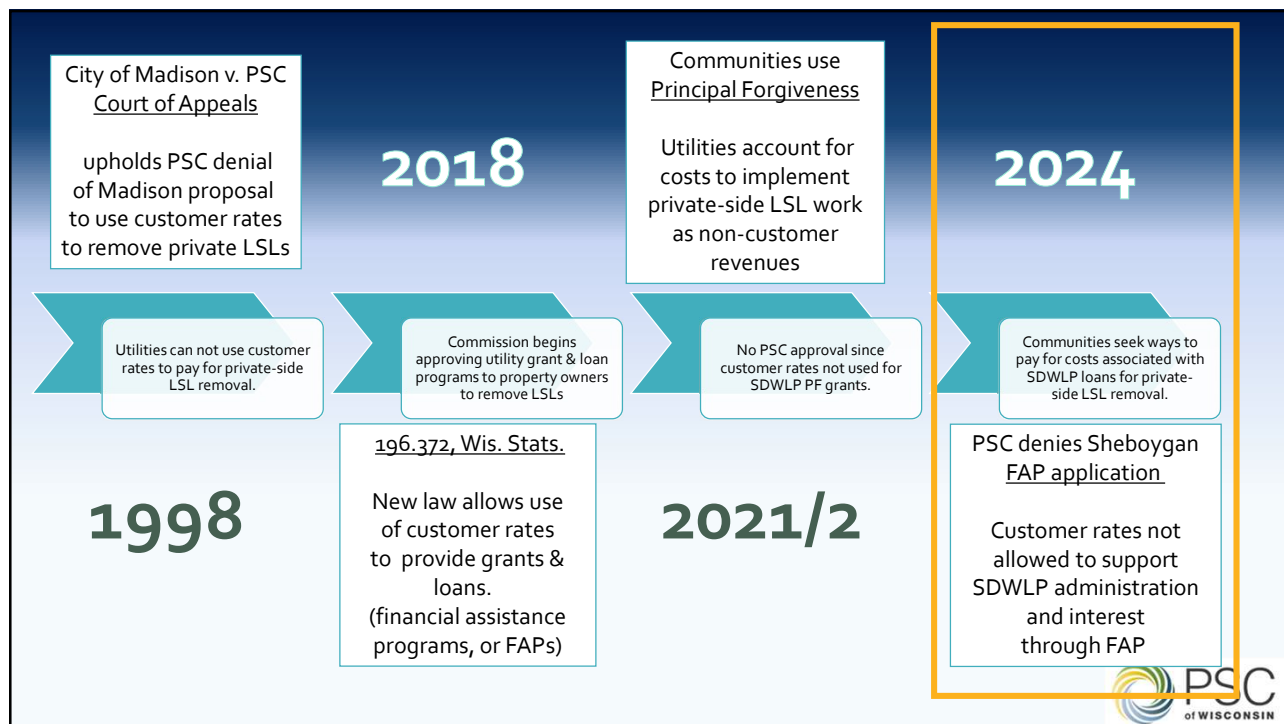 City of Madison v. PSC
Court of Appeals
upholds PSC denial
of Madison proposal
to use customer rates
to remove private LSLs
Utilities can not use customer
rates to pay for private-side
LSL removal.
1998
2018
Commission begins
approving utility grant & loan
programs to property owners
to remove LSLs
196.372, Wis. Stats.
New law allows use
of customer rates
to provide grants &
loans.
(financial assistance
programs, or FAPs)
Communities use
Principal Forgiveness
Utilities account for
costs to implement
private-side LSL work
as non-customer
revenues
No PSC approval since
customer rates not used for
SDWLP PF grants.
2021/2
2024
Communities seek ways to
pay for costs associated with
SDWLP loans for private-
side LSL removal.
PSC denies Sheboygan
FAP application
Customer rates not
allowed to support
SDWLP administration
and interest
through FAP
PSC
of WISCONSIN